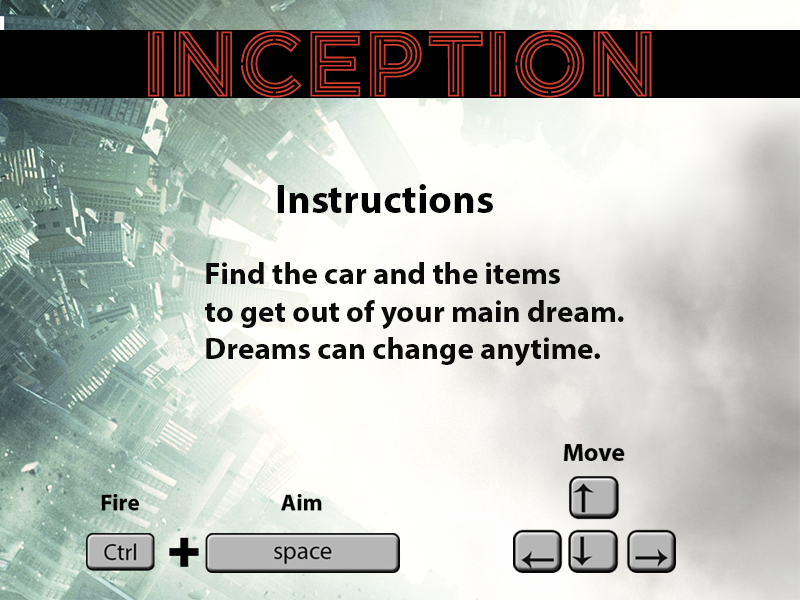 INCEPTION
Instructions
Find the car and the items
to get out of your main dream.
Dreams can change anytime.
Move
↑
Fire Aim
Ctrl + space
← ↓ →